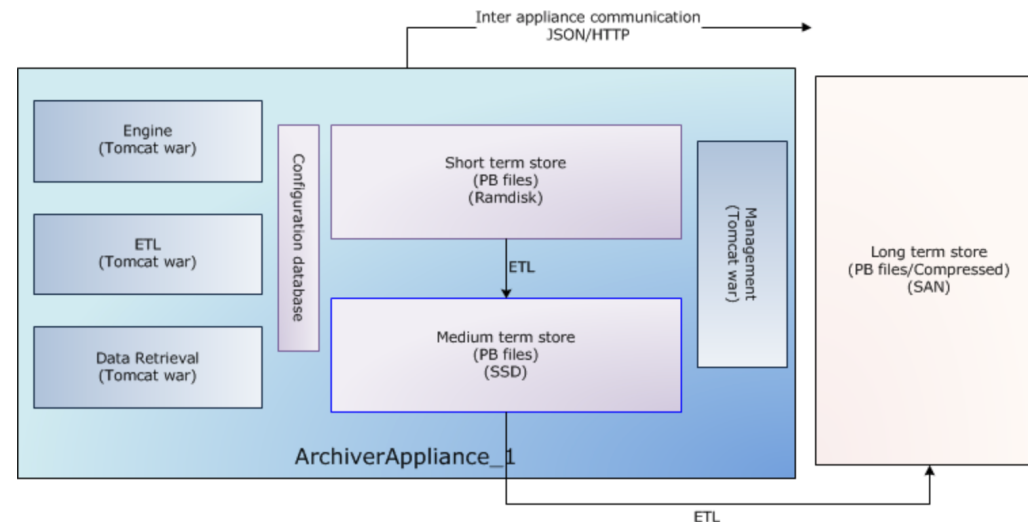 Inter appliance communication
JSON/HTTP
Engine
(Tomcat war)
ETL
(Tomcat war)
Data Retrieval
(Tomcat war)
Configuration database
Short term store
(PB files)
(Ramdisk)
ETL
Medium term store
(PB files)
(SSD)
Management
(Tomcat war)
ArchiverAppliance_1
Long term store
(PB files/Compressed)
(SAN)
ETL